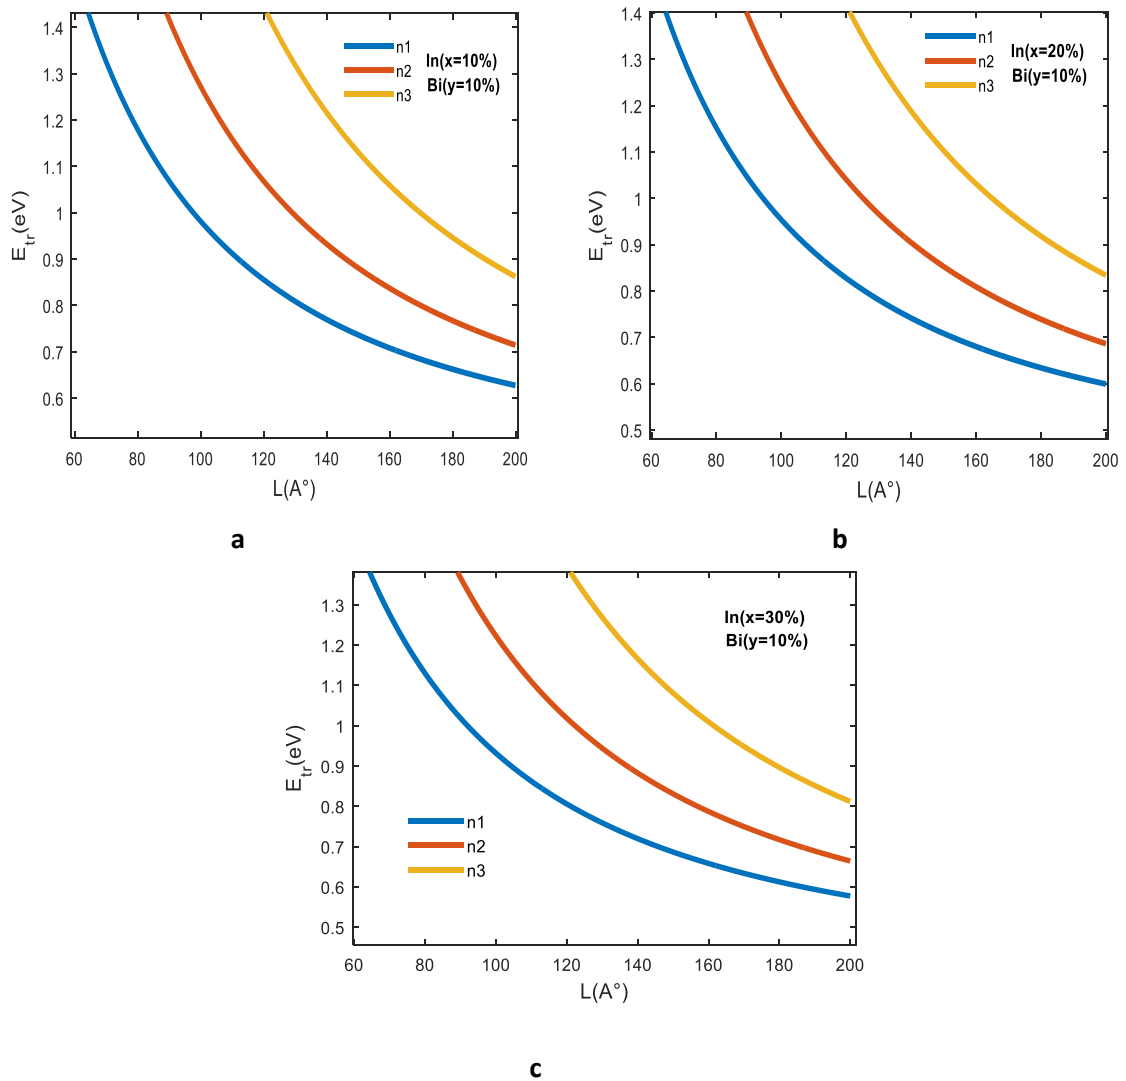 1.4
1.3
1.2
1.1
1
0.9
0.8
0.7
0.6
E_tr(eV)
n1
n2
n3
In(x=10%)
Bi(y=10%)
60 80 100 120 140 160 180 200
L(A°)
a
1.4
1.3
1.2
1.1
1
0.9
0.8
0.7
0.6
0.5
E_tr(eV)
n1
n2
n3
In(x=20%)
Bi(y=10%)
60 80 100 120 140 160 180 200
L(A°)
b
1.3
1.2
1.1
1
0.9
0.8
0.7
0.6
0.5
E_tr(eV)
In(x=30%)
Bi(y=10%)
n1
n2
n3
60 80 100 120 140 160 180 200
L(A°)
c